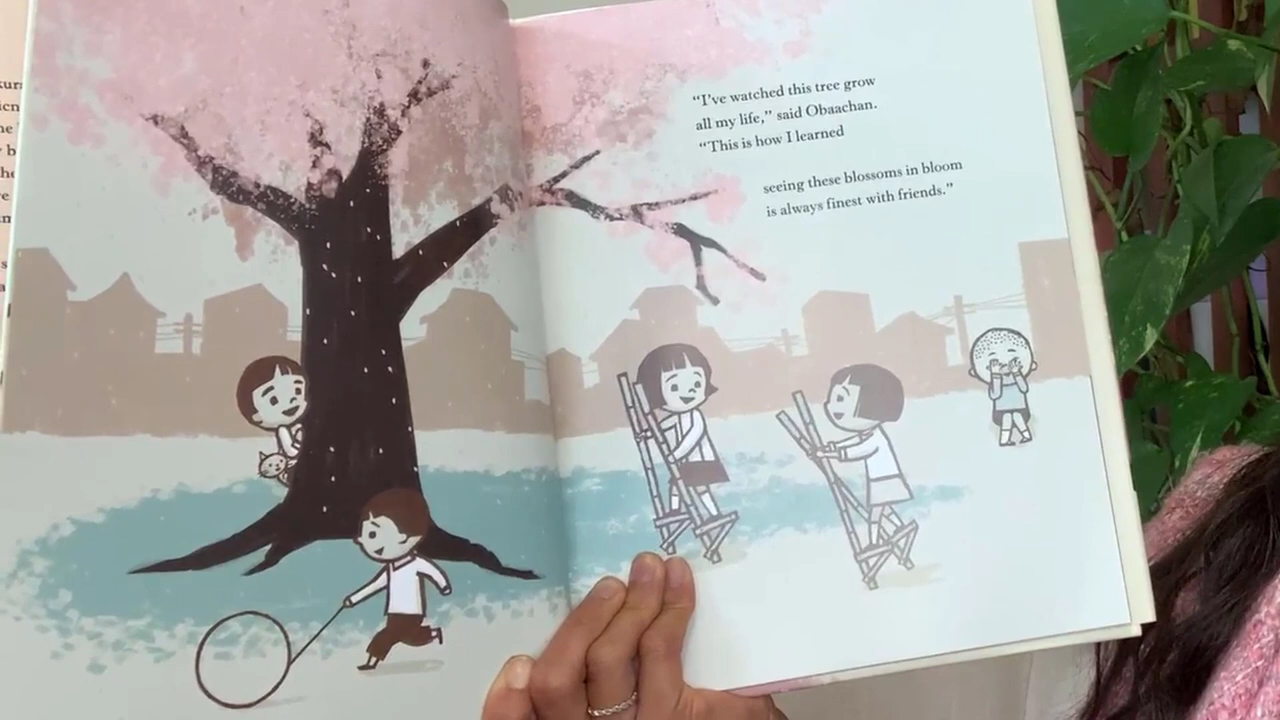 “I’ve watched this tree grow
all my life,” said Obaachan.
“This is how I learned
seeing these blossoms in bloom
is always finest with friends.”